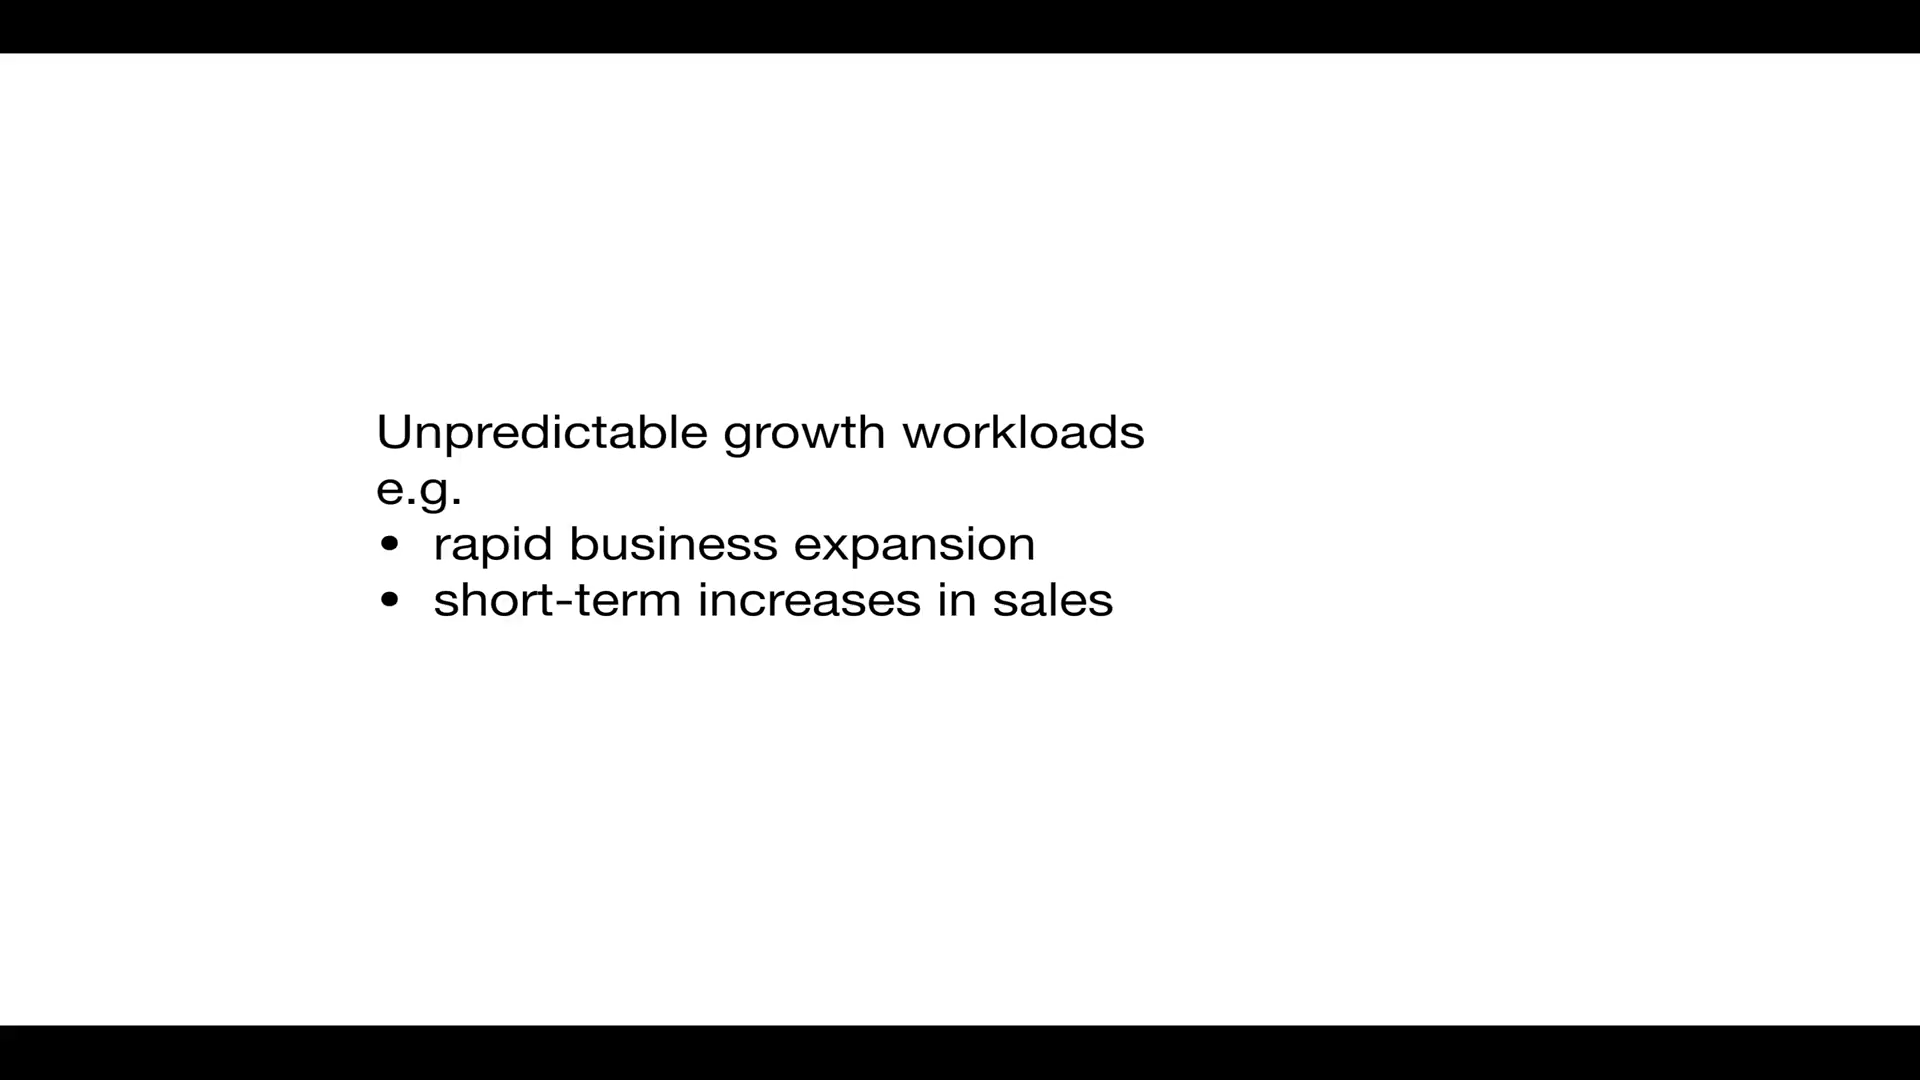 Unpredictable growth workloads
e.g.
• rapid business expansion
• short-term increases in sales